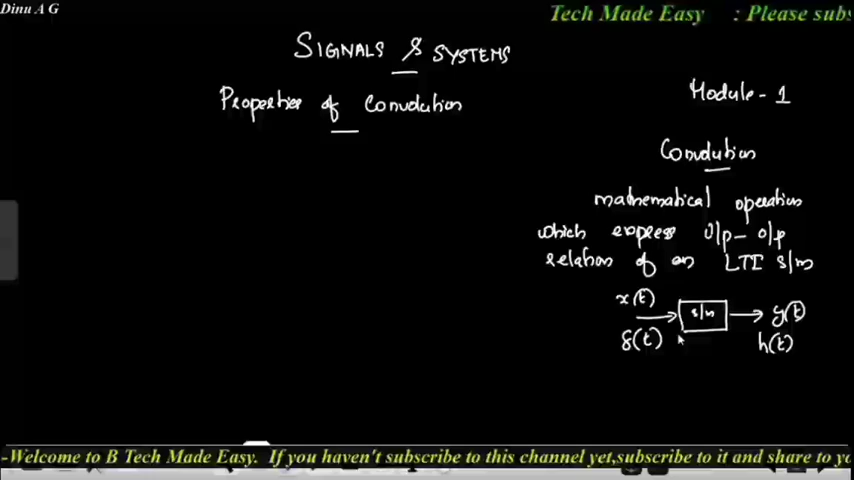 Dinu A G
Tech Made Easy : Please subs
SIGNALS & SYSTEMS
Properties of Convolution
Module - 1
Convolution
mathematical operation
which express i/p - o/p
relation of an LTI s/m
x(t)
s/m
y(t)
δ(t)
h(t)
-Welcome to B Tech Made Easy. If you haven't subscribe to this channel yet,subscribe to it and share to yo